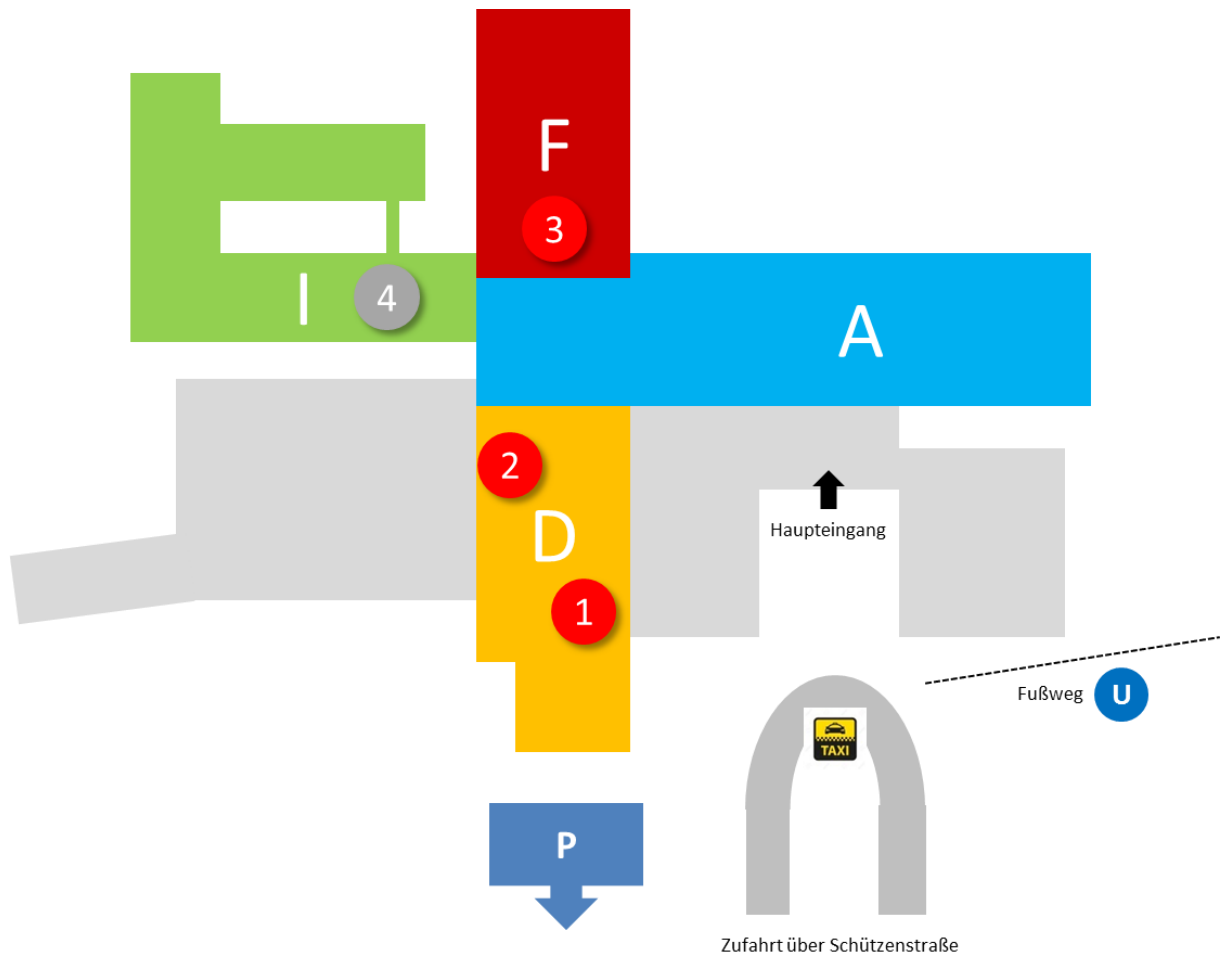 F
3
I
4
A
2
D
1
Haupteingang
Fußweg
U
TAXI
P
Zufahrt über Schützenstraße